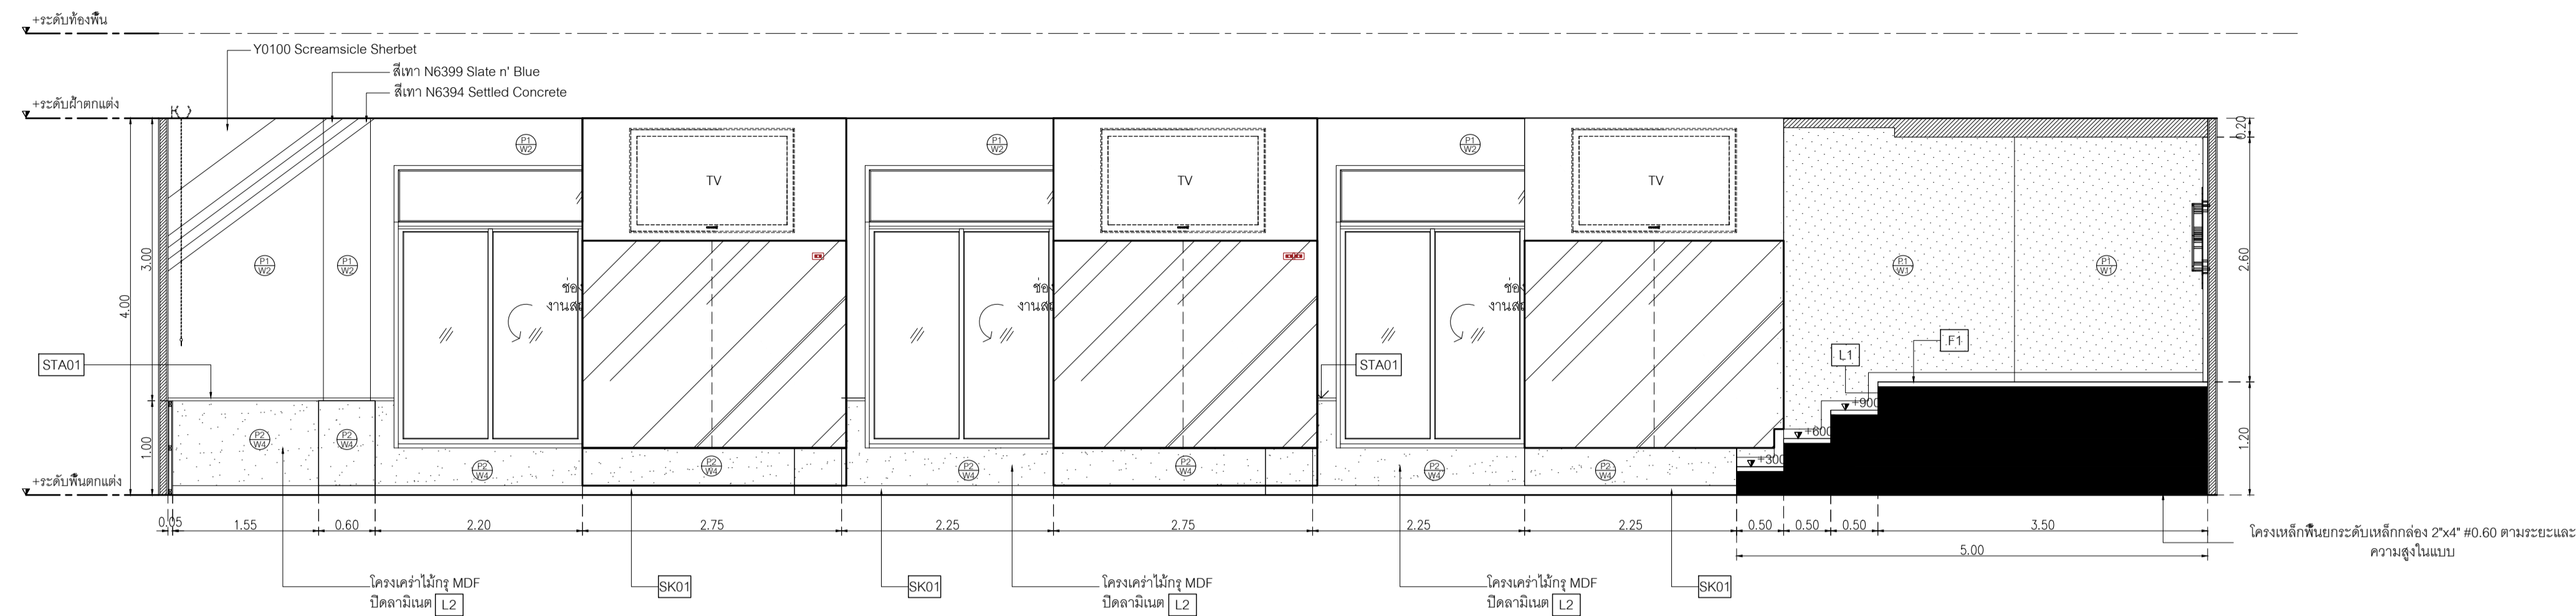 +ระดับท้องพื้น
Y0100 Screamsicle Sherbet
สีเทา N6399 Slate n' Blue
สีเทา N6394 Settled Concrete
+ระดับฝ้าตกแต่ง
P1 W2
P1 W2
P1 W2
TV
TV
TV
0.20
3.00
4.00
2.60
P1 W2
P1 W2
P1 W1
P1 W1
ช่อง
ช่อง
ช่อง
STA01
STA01
L1
F1
+900
+600
+300
1.00
1.20
P2 W4
P2 W4
P2 W4
P2 W4
P2 W4
P2 W4
P2 W4
P2 W4
+ระดับพื้นตกแต่ง
0.05
1.55
0.60
2.20
2.75
2.25
2.75
2.25
2.25
0.50
0.50
0.50
3.50
5.00
โครงเหล็กพื้นยกระดับเหล็กกล่อง 2"x4" #0.60 ตามระยะและ
ความสูงในแบบ
โครงเคร่าไม้กรุ MDF
ปิดลามิเนต L2
SK01
SK01
โครงเคร่าไม้กรุ MDF
ปิดลามิเนต L2
โครงเคร่าไม้กรุ MDF
ปิดลามิเนต L2
SK01